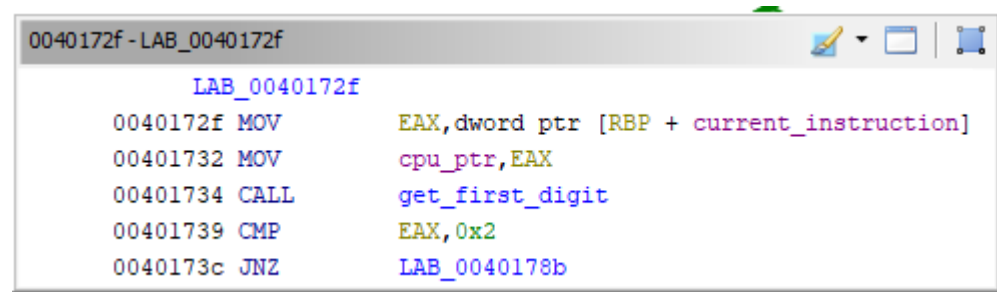 0040172f - LAB_0040172f
LAB_0040172f
0040172f MOV EAX,dword ptr [RBP + current_instruction]
00401732 MOV cpu_ptr,EAX
00401734 CALL get_first_digit
00401739 CMP EAX,0x2
0040173c JNZ LAB_0040178b